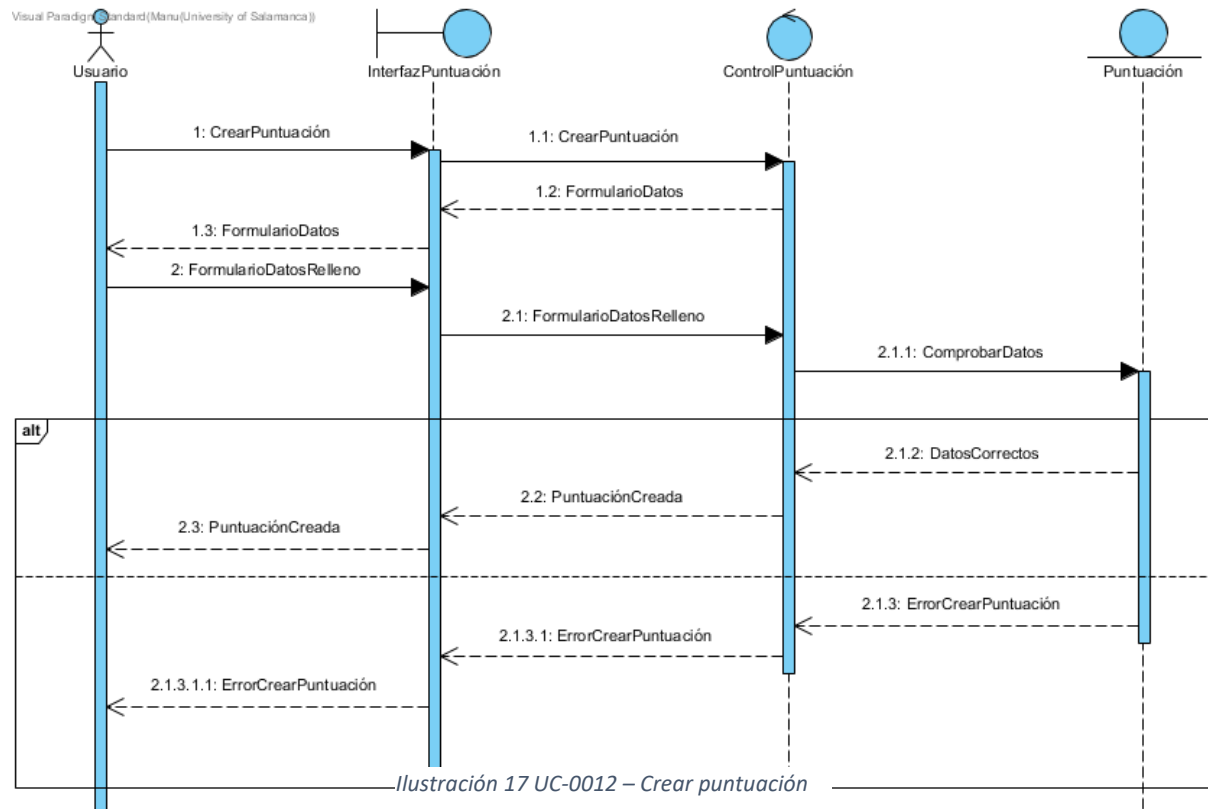 Visual Paradigm Standard(Manu(University of Salamanca))
Usuario
InterfazPuntuación
ControlPuntuación
Puntuación
1: CrearPuntuación
1.1: CrearPuntuación
1.2: FormularioDatos
1.3: FormularioDatos
2: FormularioDatosRelleno
2.1: FormularioDatosRelleno
2.1.1: ComprobarDatos
alt
2.1.2: DatosCorrectos
2.2: PuntuaciónCreada
2.3: PuntuaciónCreada
2.1.3: ErrorCrearPuntuación
2.1.3.1: ErrorCrearPuntuación
2.1.3.1.1: ErrorCrearPuntuación
Ilustración 17 UC-0012 – Crear puntuación